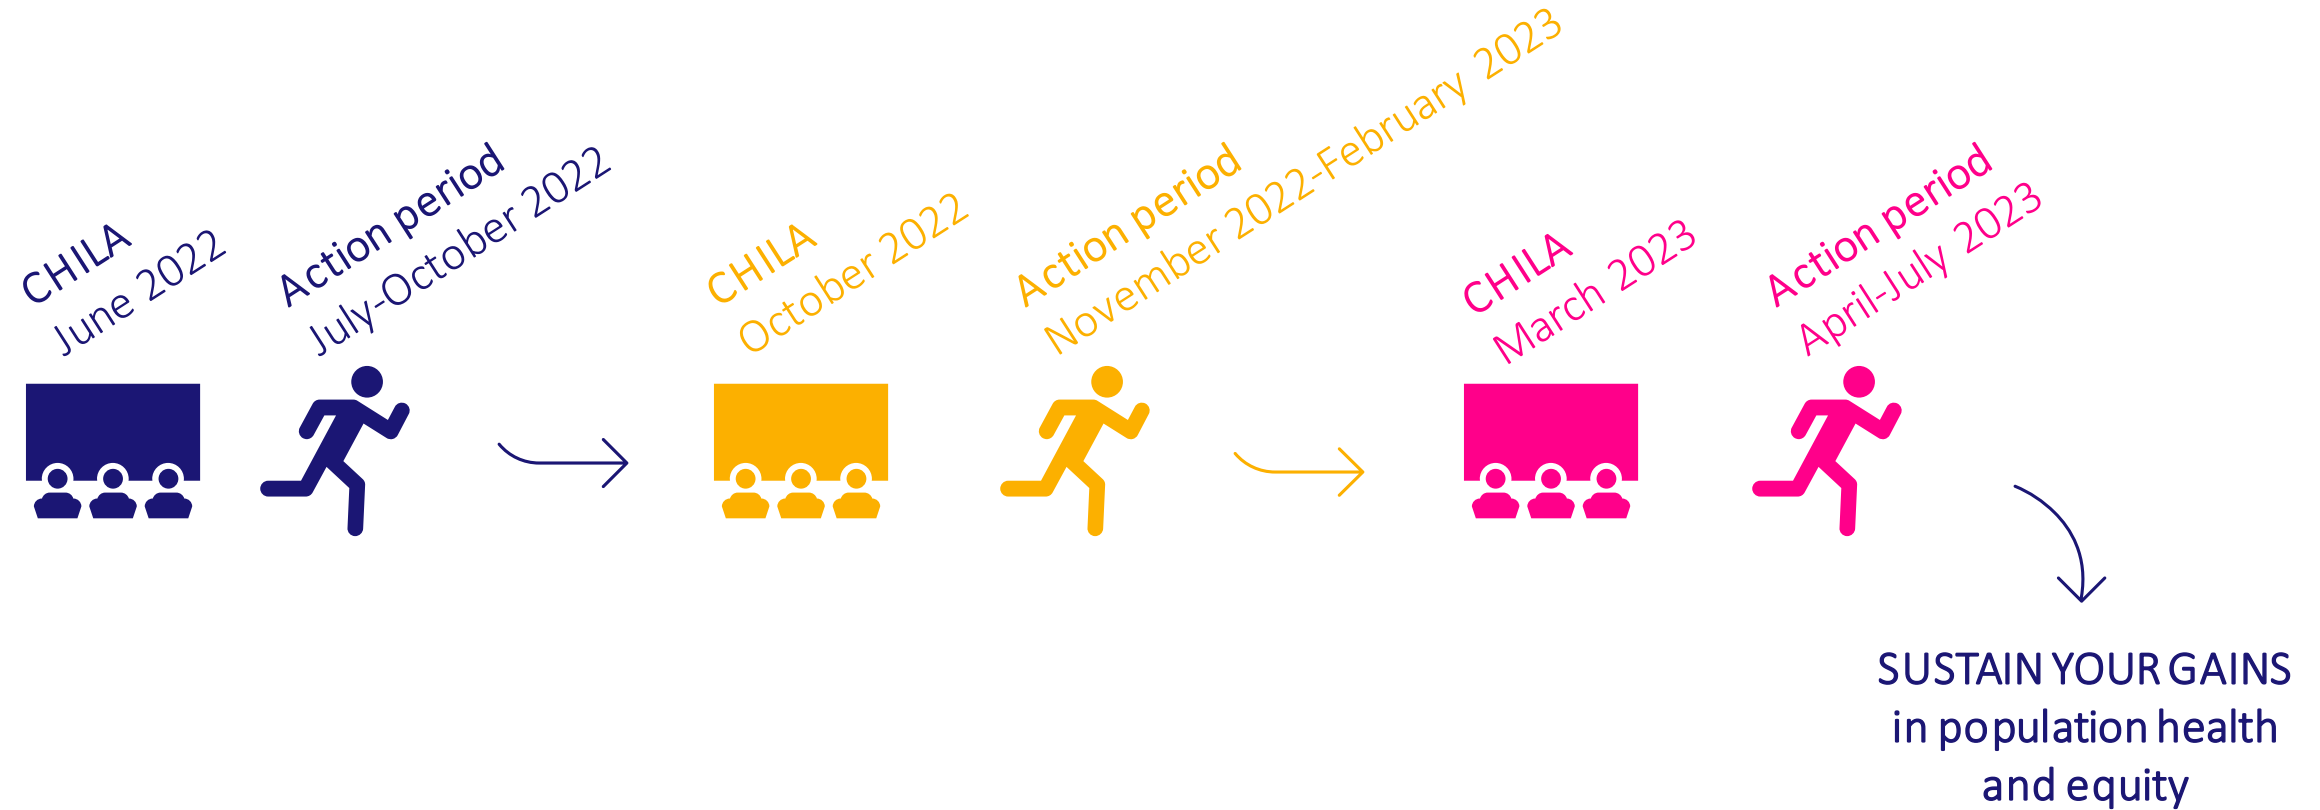 CHILA
June 2022
Action period
July-October 2022
CHILA
October 2022
Action period
November 2022-February 2023
CHILA
March 2023
Action period
April-July 2023
SUSTAIN YOUR GAINS
in population health
and equity